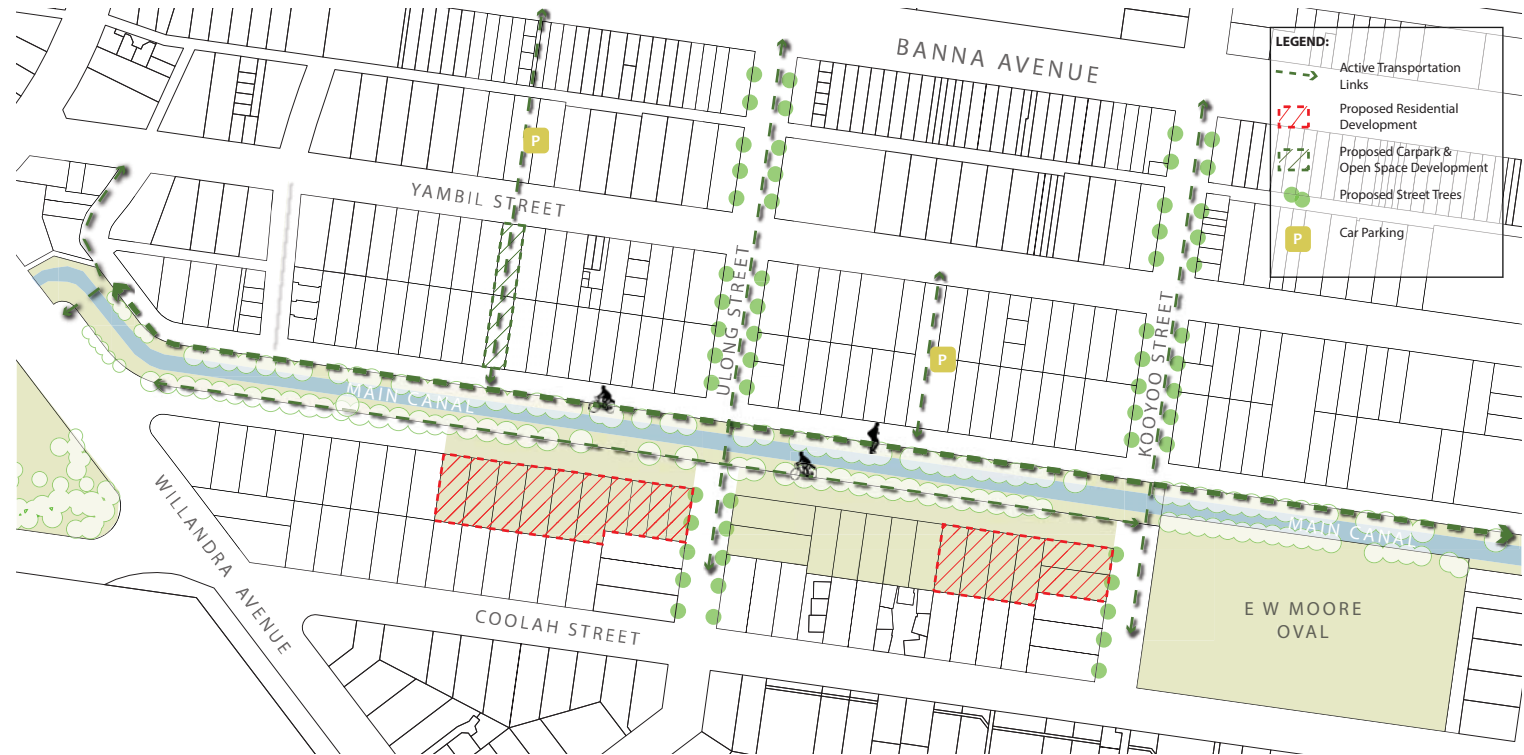 BANNA AVENUE
LEGEND:
Active Transportation
Links
Proposed Residential
Development
Proposed Carpark &
Open Space Development
Proposed Street Trees
P
Car Parking
P
YAMBIL STREET
ULONG STREET
KOOYOO STREET
P
MAIN CANAL
MAIN CANAL
WILLANDRA AVENUE
COOLAH STREET
E W MOORE
OVAL